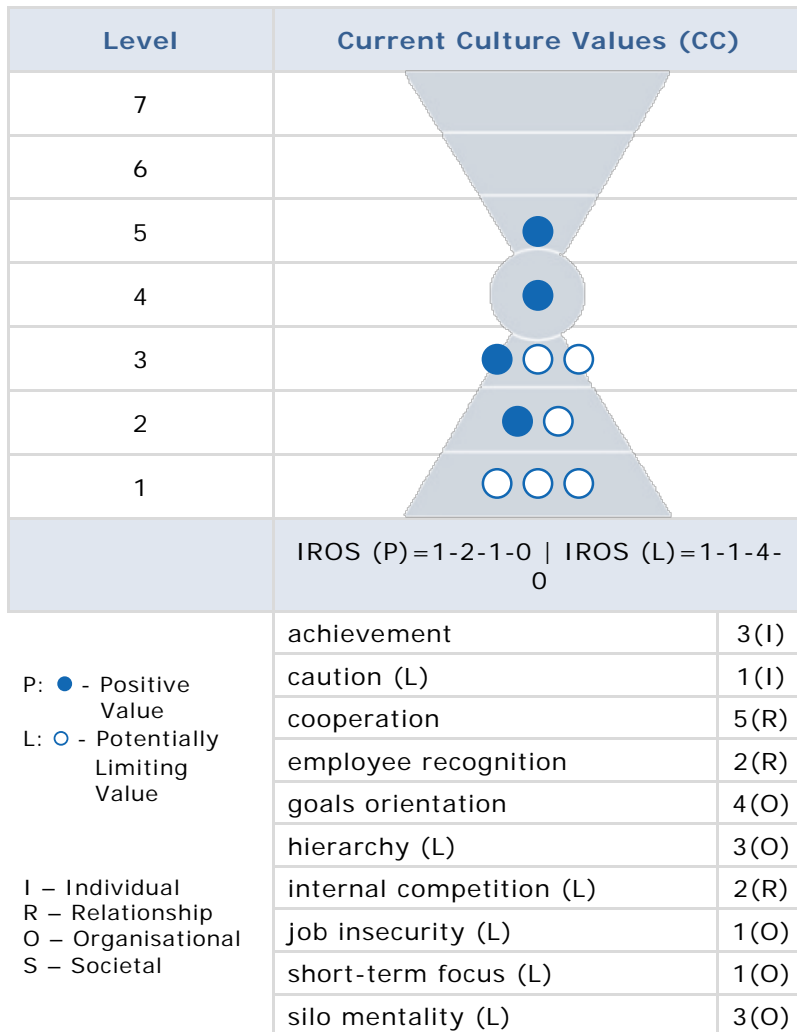 Level Current Culture Values (CC)
7
6
5
4
3
2
1
IROS (P)=1-2-1-0 | IROS (L)=1-1-4-
0
P: ● - Positive
Value
L: ○ - Potentially
Limiting
Value
I – Individual
R – Relationship
O – Organisational
S – Societal
achievement 3(I)
caution (L) 1(I)
cooperation 5(R)
employee recognition 2(R)
goals orientation 4(O)
hierarchy (L) 3(O)
internal competition (L) 2(R)
job insecurity (L) 1(O)
short-term focus (L) 1(O)
silo mentality (L) 3(O)